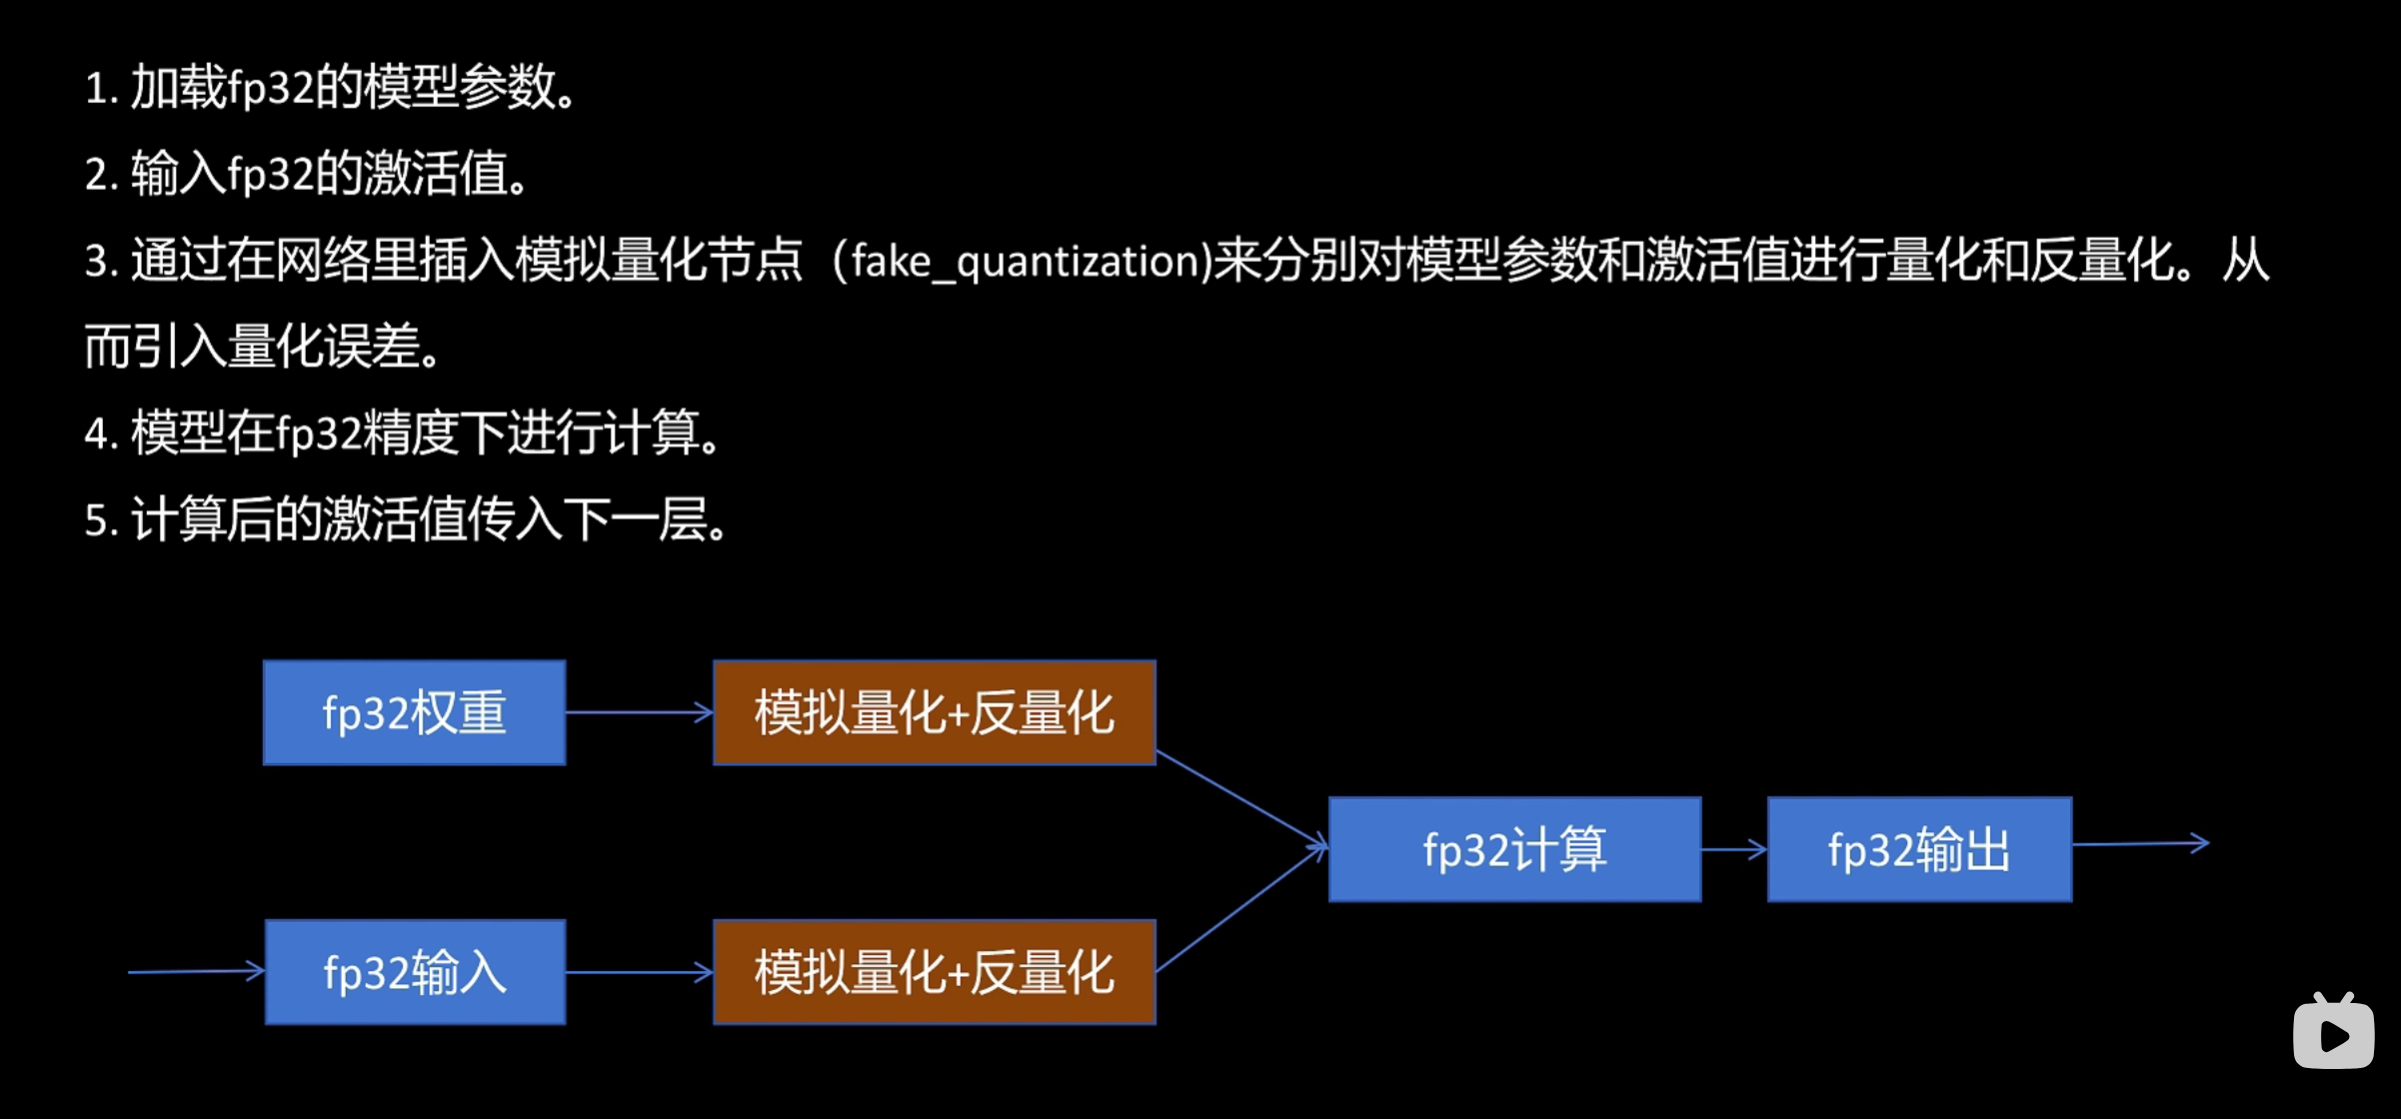 1. 加载fp32的模型参数。
2. 输入fp32的激活值。
3. 通过在网络里插入模拟量化节点（fake_quantization)来分别对模型参数和激活值进行量化和反量化。从
而引入量化误差。
4. 模型在fp32精度下进行计算。
5. 计算后的激活值传入下一层。
fp32权重
模拟量化+反量化
fp32计算
fp32输出
fp32输入
模拟量化+反量化